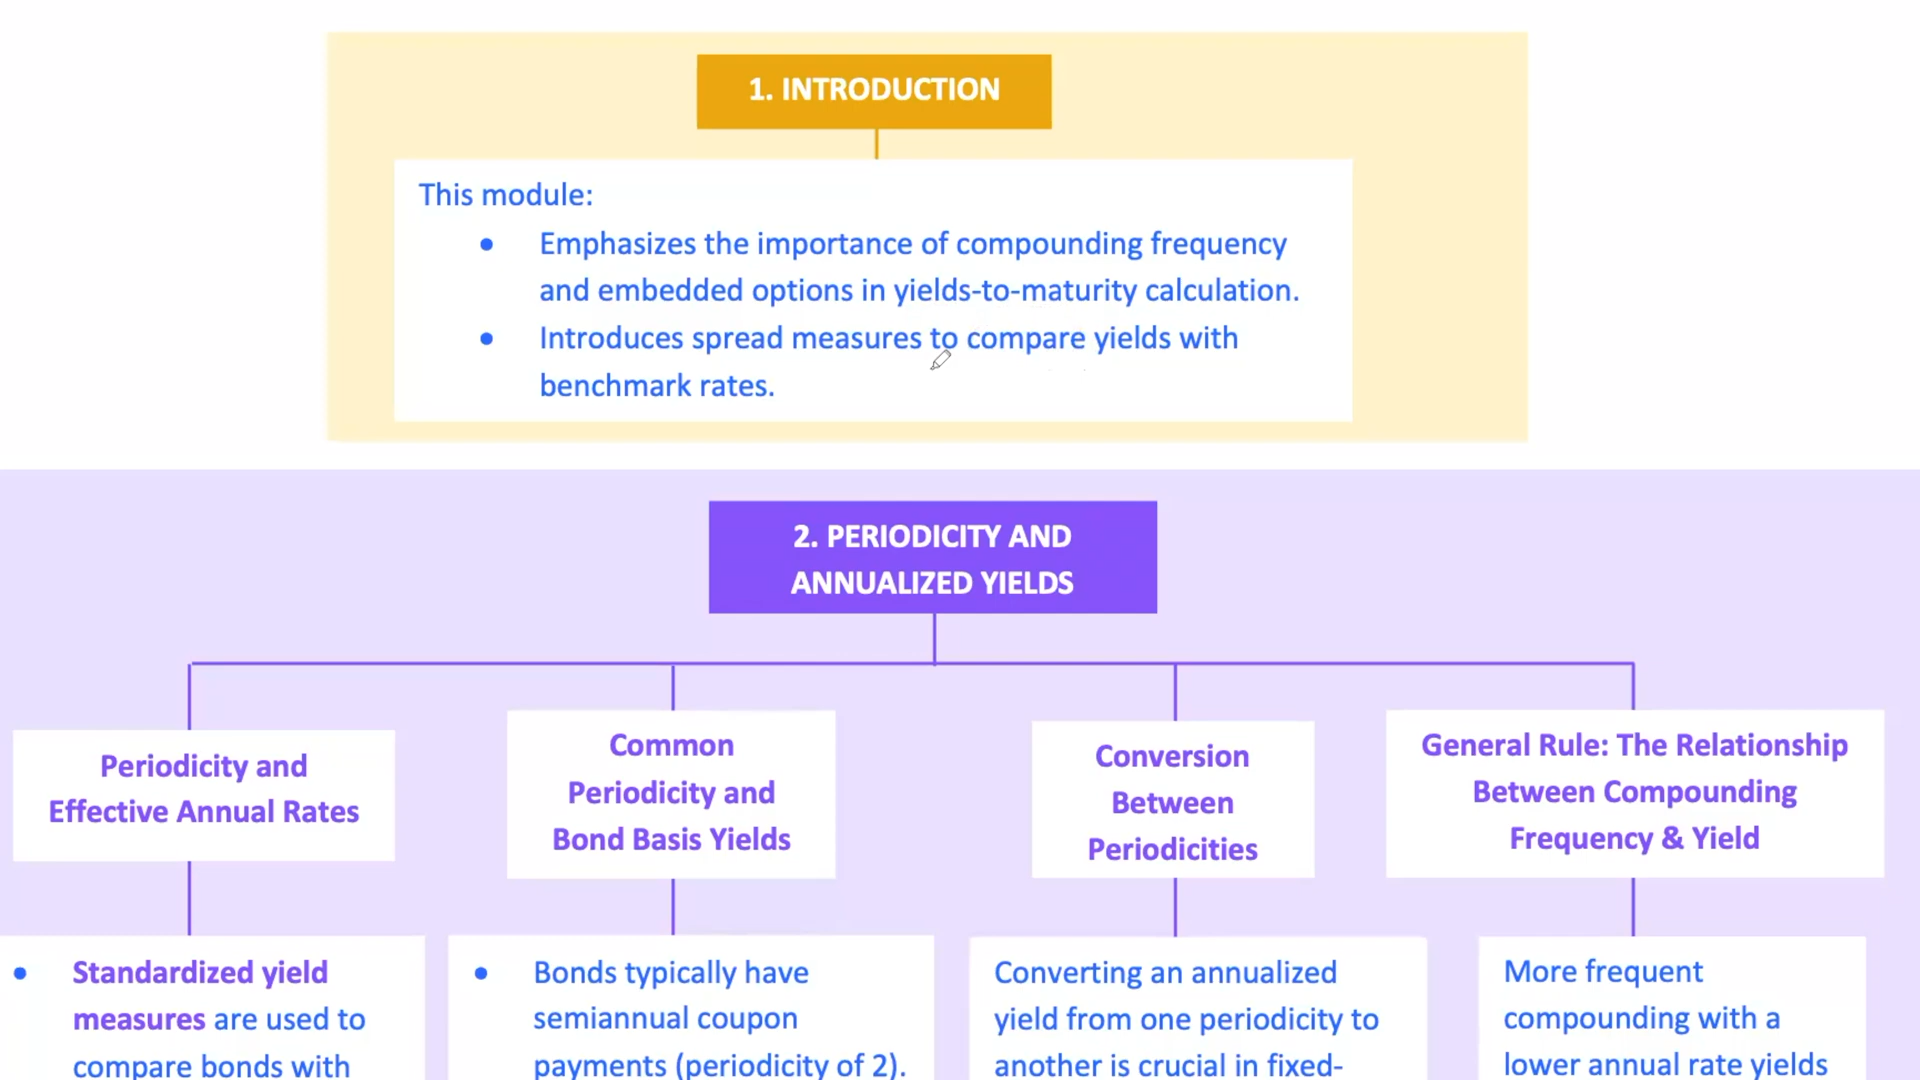 1. INTRODUCTION
This module:
• Emphasizes the importance of compounding frequency
and embedded options in yields-to-maturity calculation.
• Introduces spread measures to compare yields with
benchmark rates.
2. PERIODICITY AND
ANNUALIZED YIELDS
Periodicity and
Effective Annual Rates
Common
Periodicity and
Bond Basis Yields
Conversion
Between
Periodicities
General Rule: The Relationship
Between Compounding
Frequency & Yield
• Standardized yield
measures are used to
compare bonds with
• Bonds typically have
semiannual coupon
payments (periodicity of 2).
Converting an annualized
yield from one periodicity to
another is crucial in fixed-
More frequent
compounding with a
lower annual rate yields